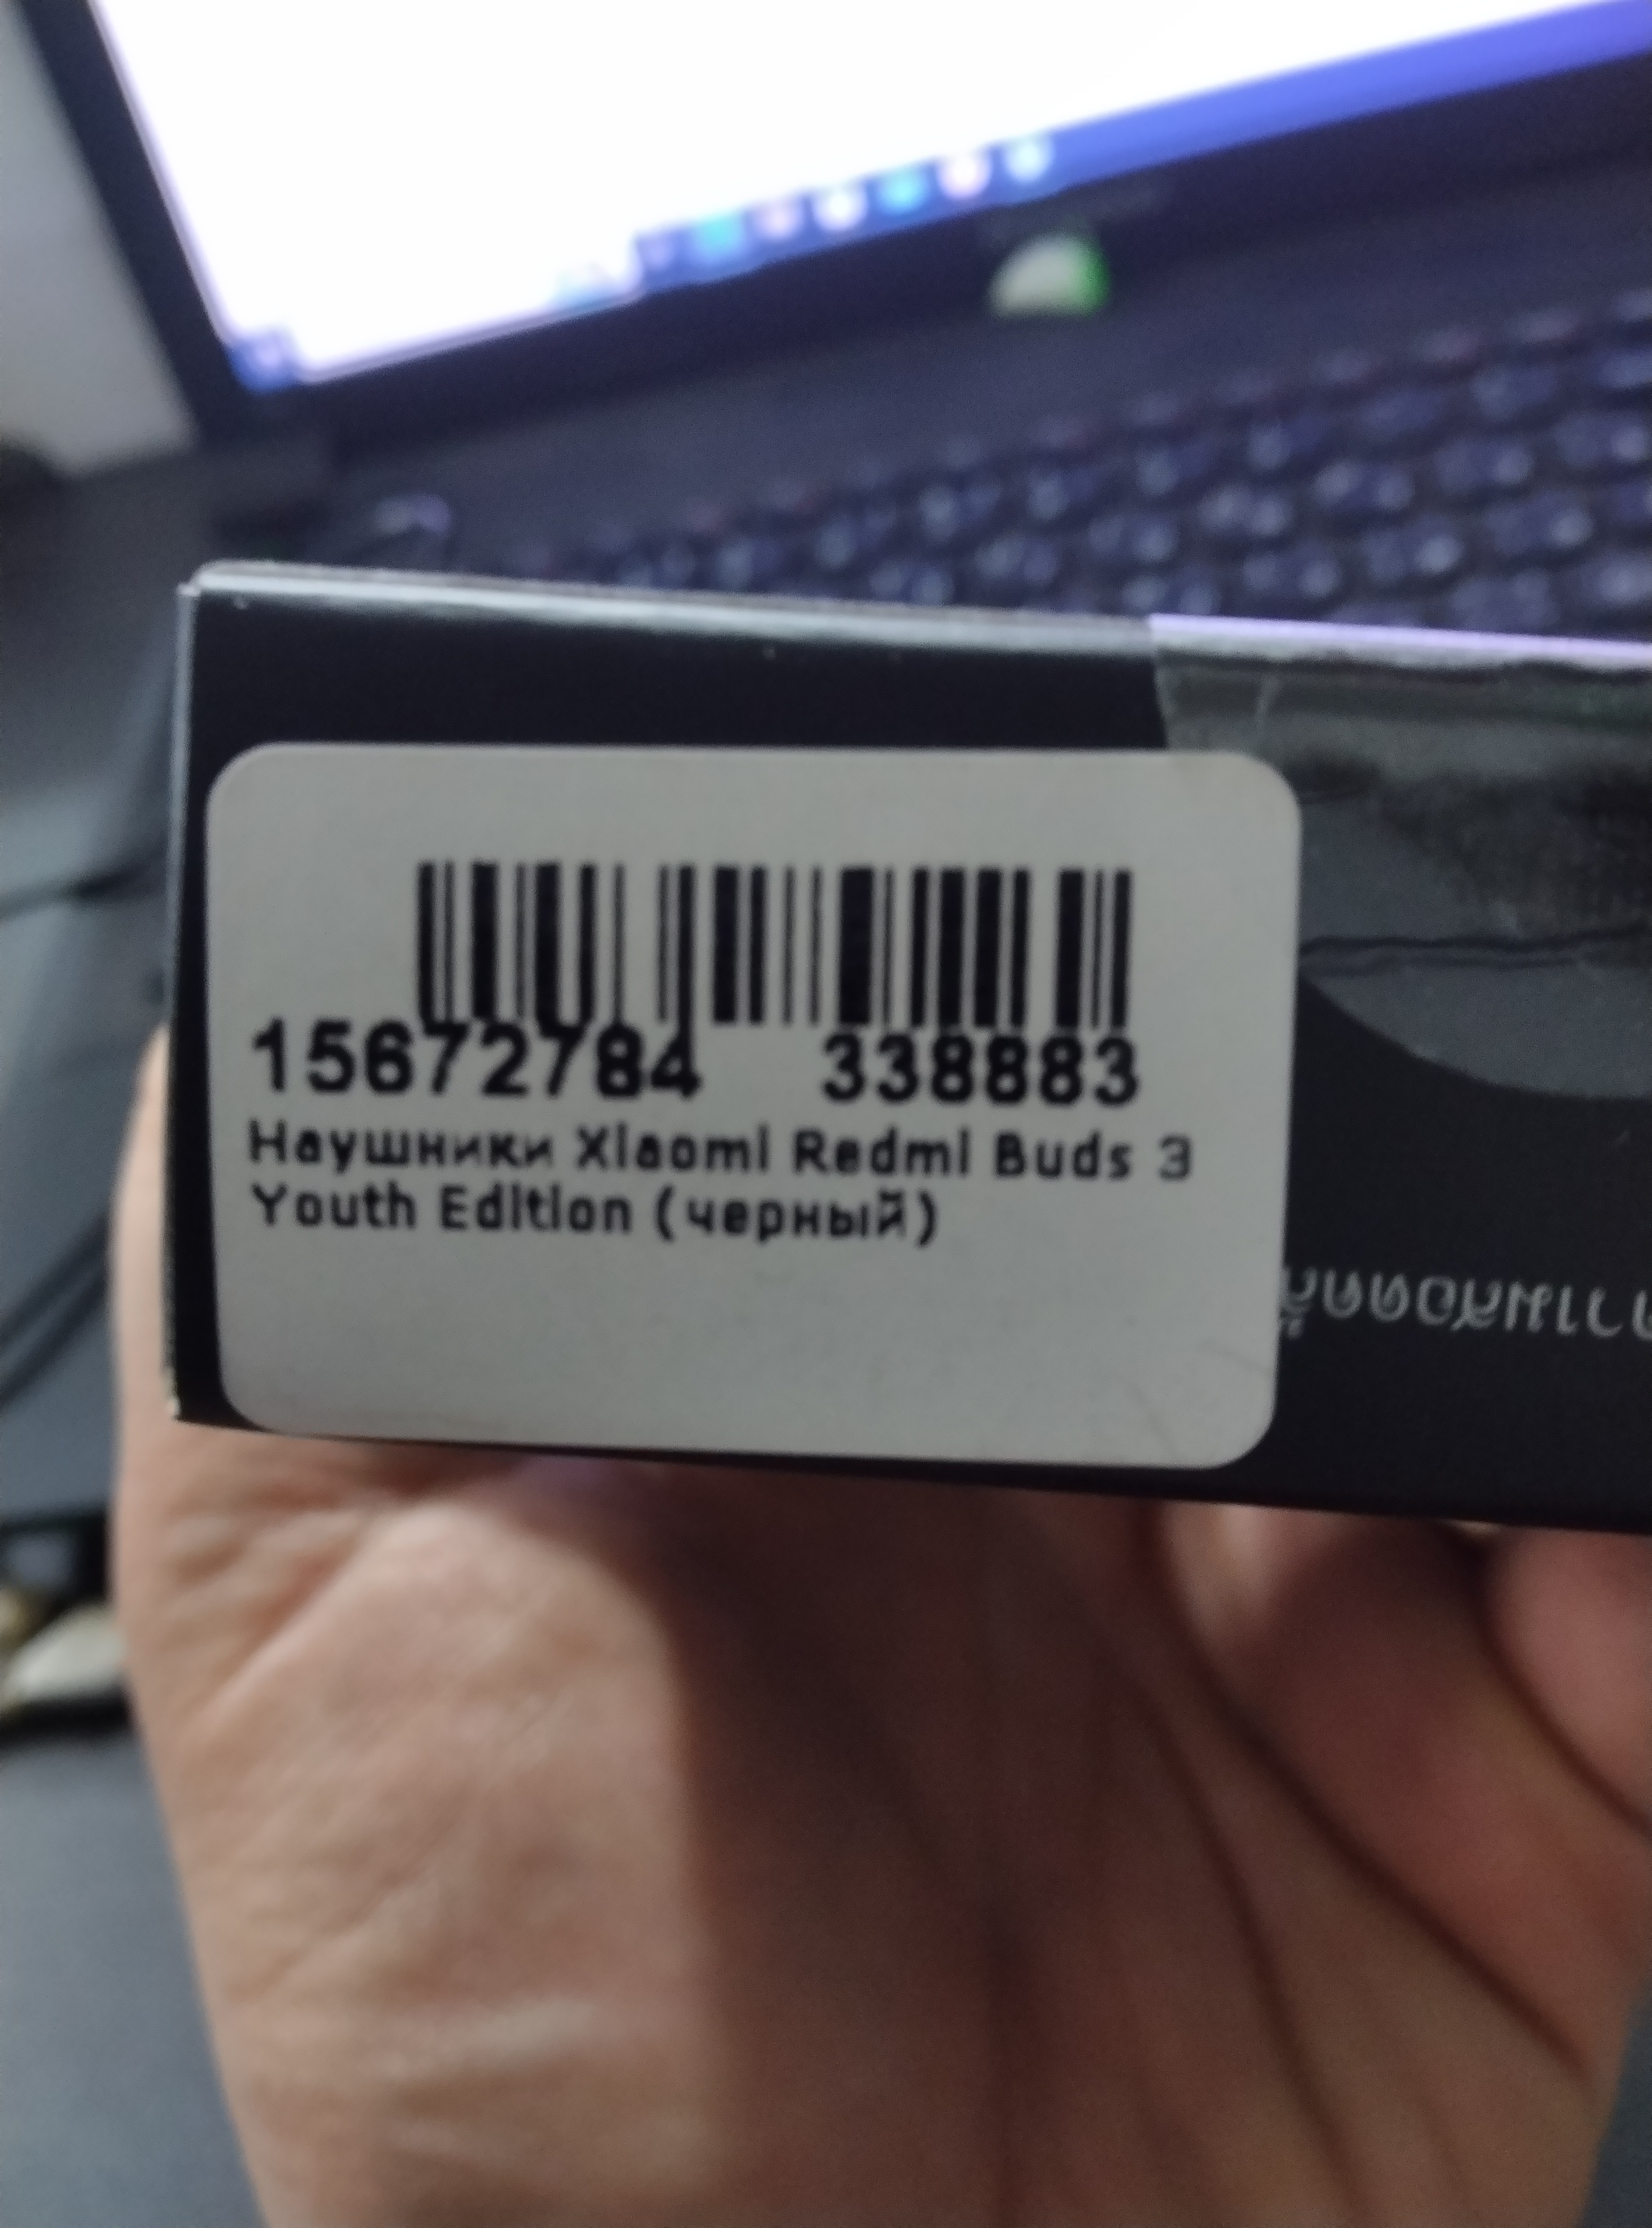 15672784 338883
Наушники Xiaomi Redmi Buds 3
Youth Edition (черный)